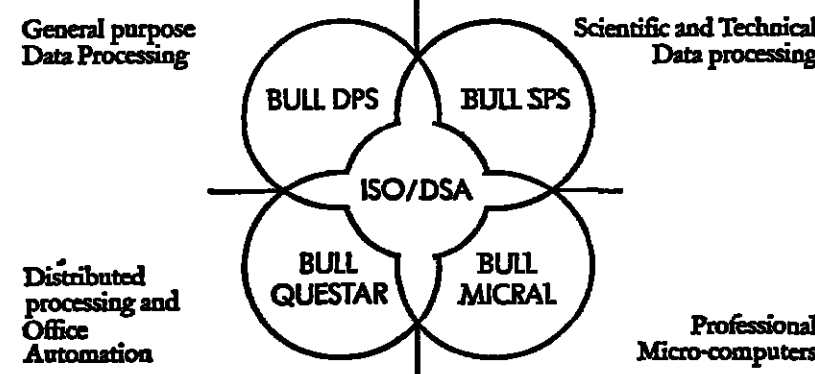 General purpose
Data Processing
Scientific and Technical
Data processing
BULL DPS
BULL SPS
ISO/DSA
BULL
QUESTAR
BULL
MICRAL
Distributed
processing and
Office
Automation
Professional
Micro-computers